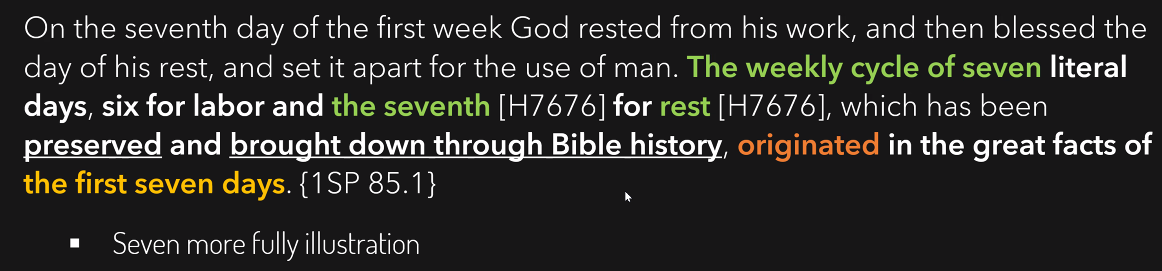 On the seventh day of the first week God rested from his work, and then blessed the
day of his rest, and set it apart for the use of man. The weekly cycle of seven literal
days, six for labor and the seventh [H7676] for rest [H7676], which has been
preserved and brought down through Bible history, originated in the great facts of
the first seven days. {1SP 85.1}
▪ Seven more fully illustration